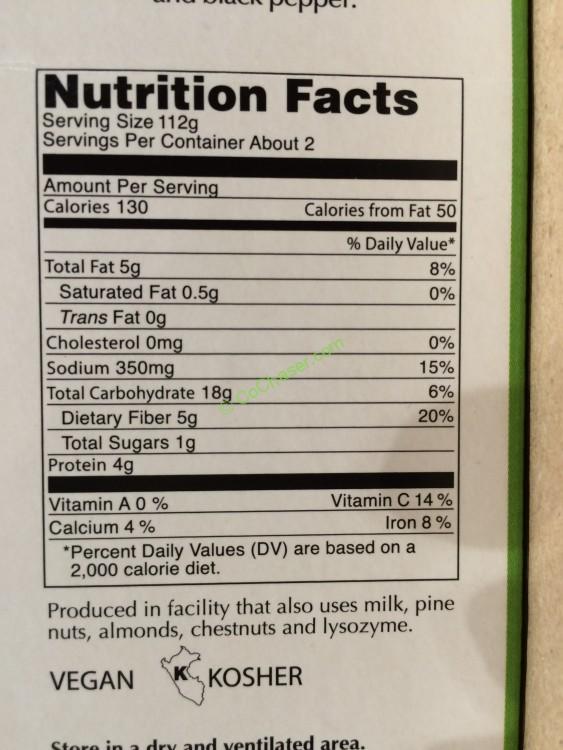 and black pepper.
Nutrition Facts
Serving Size 112g
Servings Per Container About 2
Amount Per Serving
Calories 130 Calories from Fat 50
% Daily Value*
Total Fat 5g 8%
Saturated Fat 0.5g 0%
Trans Fat 0g
Cholesterol 0mg 0%
Sodium 350mg 15%
Total Carbohydrate 18g 6%
Dietary Fiber 5g 20%
Total Sugars 1g
Protein 4g
Vitamin A 0 % Vitamin C 14 %
Calcium 4 % Iron 8 %
*Percent Daily Values (DV) are based on a
2,000 calorie diet.
Produced in facility that also uses milk, pine
nuts, almonds, chestnuts and lysozyme.
VEGAN K KOSHER
Store in a dry and ventilated area.
© CoChaser.com